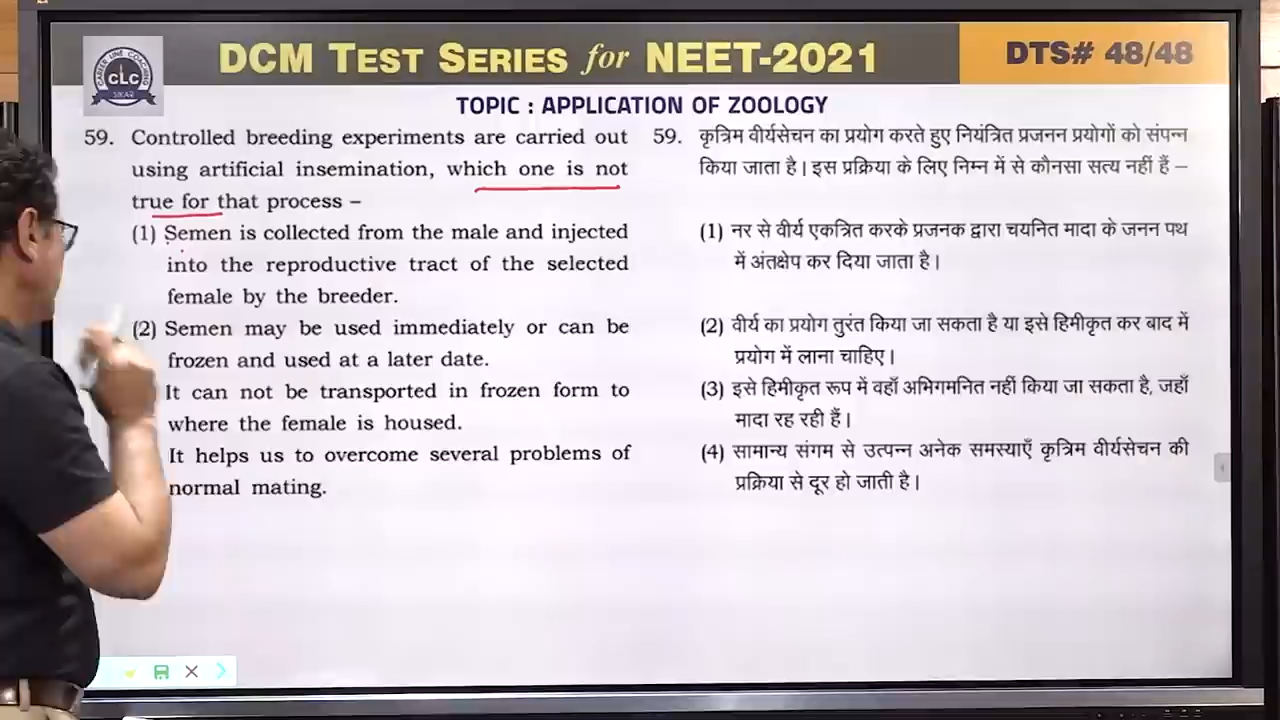 CAREER LINE COACHING
CLC
SIKAR
DCM TEST SERIES for NEET-2021
DTS# 48/48
TOPIC : APPLICATION OF ZOOLOGY
59. Controlled breeding experiments are carried out
using artificial insemination, which one is not
true for that process –
(1) Semen is collected from the male and injected
into the reproductive tract of the selected
female by the breeder.
(2) Semen may be used immediately or can be
frozen and used at a later date.
It can not be transported in frozen form to
where the female is housed.
It helps us to overcome several problems of
normal mating.
59. कृत्रिम वीर्यसेचन का प्रयोग करते हुए नियंत्रित प्रजनन प्रयोगों को संपन्न
किया जाता है। इस प्रक्रिया के लिए निम्न में से कौनसा सत्य नहीं हैं –
(1) नर से वीर्य एकत्रित करके प्रजनक द्वारा चयनित मादा के जनन पथ
में अंतक्षेप कर दिया जाता है।
(2) वीर्य का प्रयोग तुरंत किया जा सकता है या इसे हिमीकृत कर बाद में
प्रयोग में लाना चाहिए।
(3) इसे हिमीकृत रूप में वहाँ अभिगमनित नहीं किया जा सकता है, जहाँ
मादा रह रही हैं।
(4) सामान्य संगम से उत्पन्न अनेक समस्याएँ कृत्रिम वीर्यसेचन की
प्रक्रिया से दूर हो जाती है।